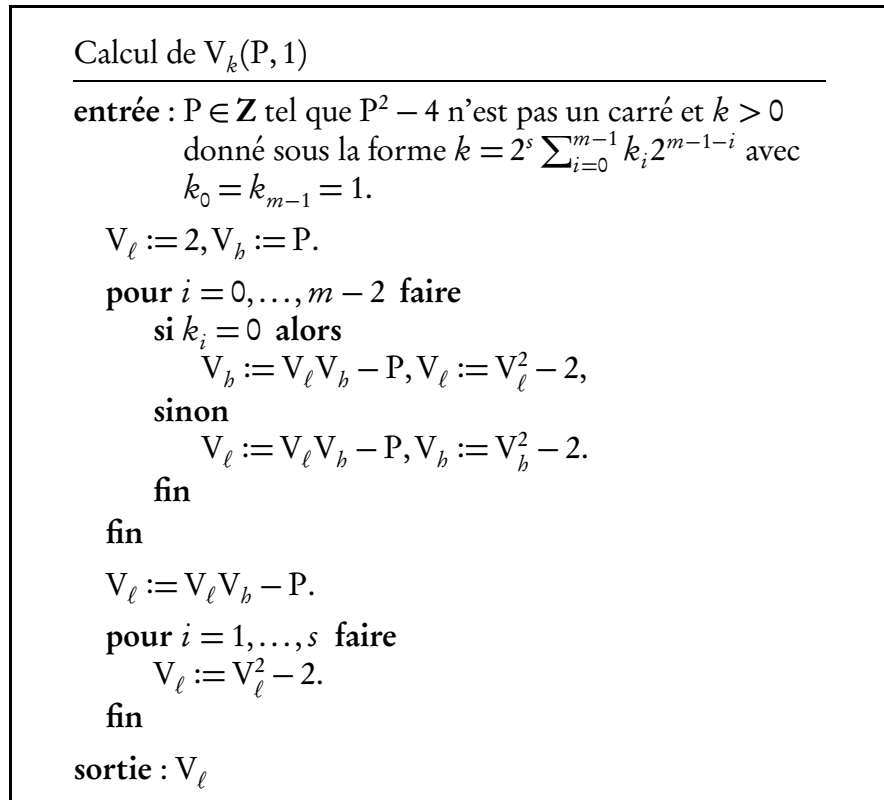 Calcul de V_k(P, 1)
entrée : P ∈ Z tel que P² − 4 n'est pas un carré et k > 0
donné sous la forme k = 2^s ∑_{i=0}^{m−1} k_i 2^{m−1−i} avec
k_0 = k_{m−1} = 1.
V_ℓ := 2, V_h := P.
pour i = 0, . . . , m − 2 faire
si k_i = 0 alors
V_h := V_ℓ V_h − P, V_ℓ := V_ℓ² − 2,
sinon
V_ℓ := V_ℓ V_h − P, V_h := V_h² − 2.
fin
fin
V_ℓ := V_ℓ V_h − P.
pour i = 1, . . . , s faire
V_ℓ := V_ℓ² − 2.
fin
sortie : V_ℓ